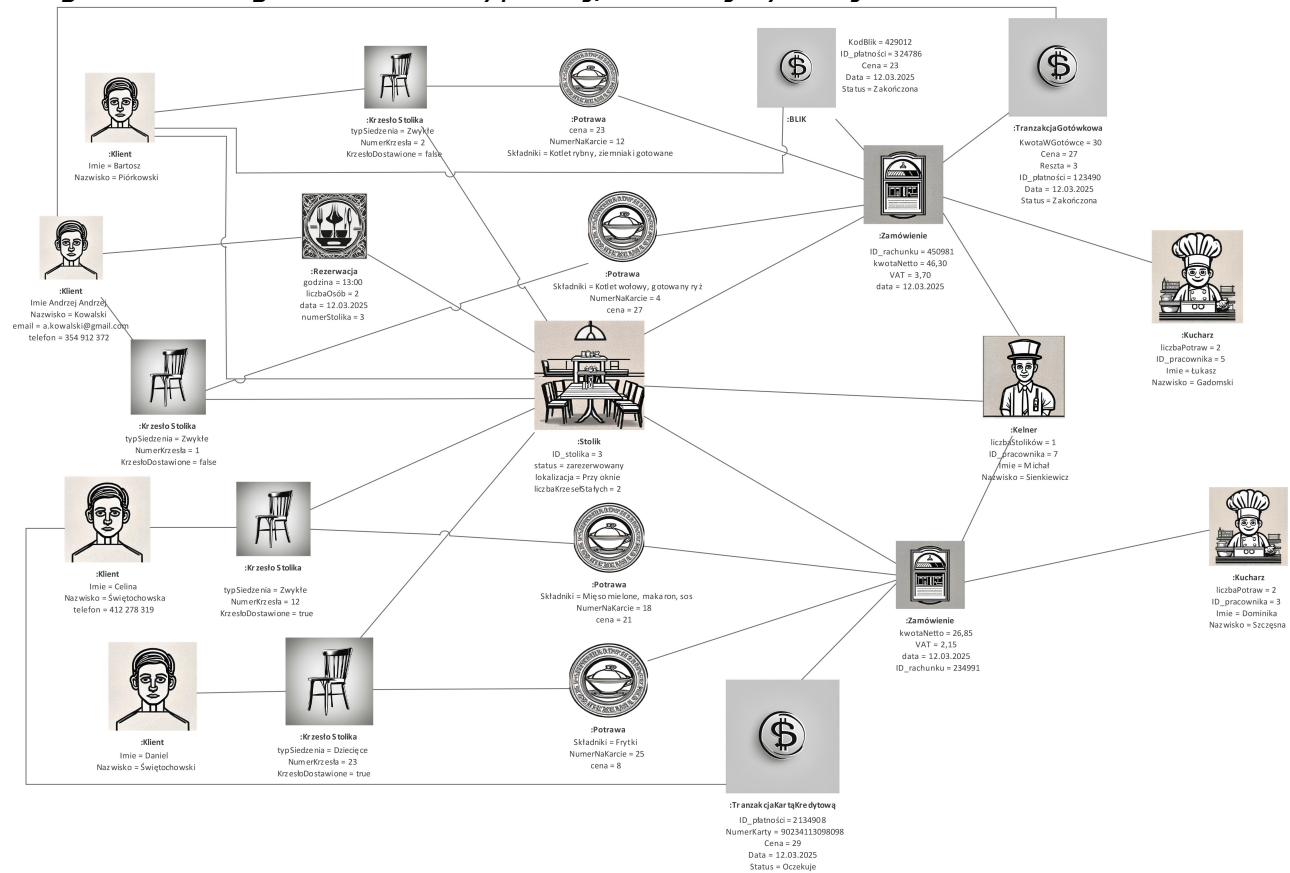 KodBlik = 429012
ID_płatności = 324786
Cena = 23
Data = 12.03.2025
Status = Zakończona
:BLIK
:TranzakcjaGotówkowa
KwotaWGotówce = 30
Cena = 27
Reszta = 3
ID_płatności = 123490
Data = 12.03.2025
Status = Zakończona
:Klient
Imie = Bartosz
Nazwisko = Piórkowski
:Krzesło Stolika
typSiedzenia = Zwykłe
NumerKrzesła = 2
KrzesłoDostawione = false
:Potrawa
cena = 23
NumerNaKarcie = 12
Składniki = Kotlet rybny, ziemniaki gotowane
:Zamówienie
ID_rachunku = 450981
kwotaNetto = 46,30
VAT = 3,70
data = 12.03.2025
:Klient
Imie Andrzej Andrzej
Nazwisko = Kowalski
email = a.kowalski@gmail.com
telefon = 354 912 372
:Rezerwacja
godzina = 13:00
liczbaOsób = 2
data = 12.03.2025
numerStolika = 3
:Potrawa
Składniki = Kotlet wołowy, gotowany ryż
NumerNaKarcie = 4
cena = 27
:Kucharz
liczbaPotraw = 2
ID_pracownika = 5
Imie = Łukasz
Nazwisko = Gadomski
:Krzesło Stolika
typSiedzenia = Zwykłe
NumerKrzesła = 1
KrzesłoDostawione = false
:Stolik
ID_stolika = 3
status = zarezerwowany
lokalizacja = Przy oknie
liczbaKrzesełStałych = 2
:Kelner
liczbaStolików = 1
ID_pracownika = 7
Imie = Michał
Nazwisko = Sienkiewicz
:Klient
Imie = Celina
Nazwisko = Świętochowska
telefon = 412 278 319
:Krzesło Stolika
typSiedzenia = Zwykłe
NumerKrzesła = 12
KrzesłoDostawione = true
:Potrawa
Składniki = Mięso mielone, makaron, sos
NumerNaKarcie = 18
cena = 21
:Zamówienie
kwotaNetto = 26,85
VAT = 2,15
data = 12.03.2025
ID_rachunku = 234991
:Kucharz
liczbaPotraw = 2
ID_pracownika = 3
Imie = Dominika
Nazwisko = Szczęsna
:Klient
Imie = Daniel
Nazwisko = Świętochowski
:Krzesło Stolika
typSiedzenia = Dziecięce
NumerKrzesła = 23
KrzesłoDostawione = true
:Potrawa
Składniki = Frytki
NumerNaKarcie = 25
cena = 8
:TranzakcjaKartąKredytową
ID_płatności = 2134908
NumerKarty = 90234113098098
Cena = 29
Data = 12.03.2025
Status = Oczekuje